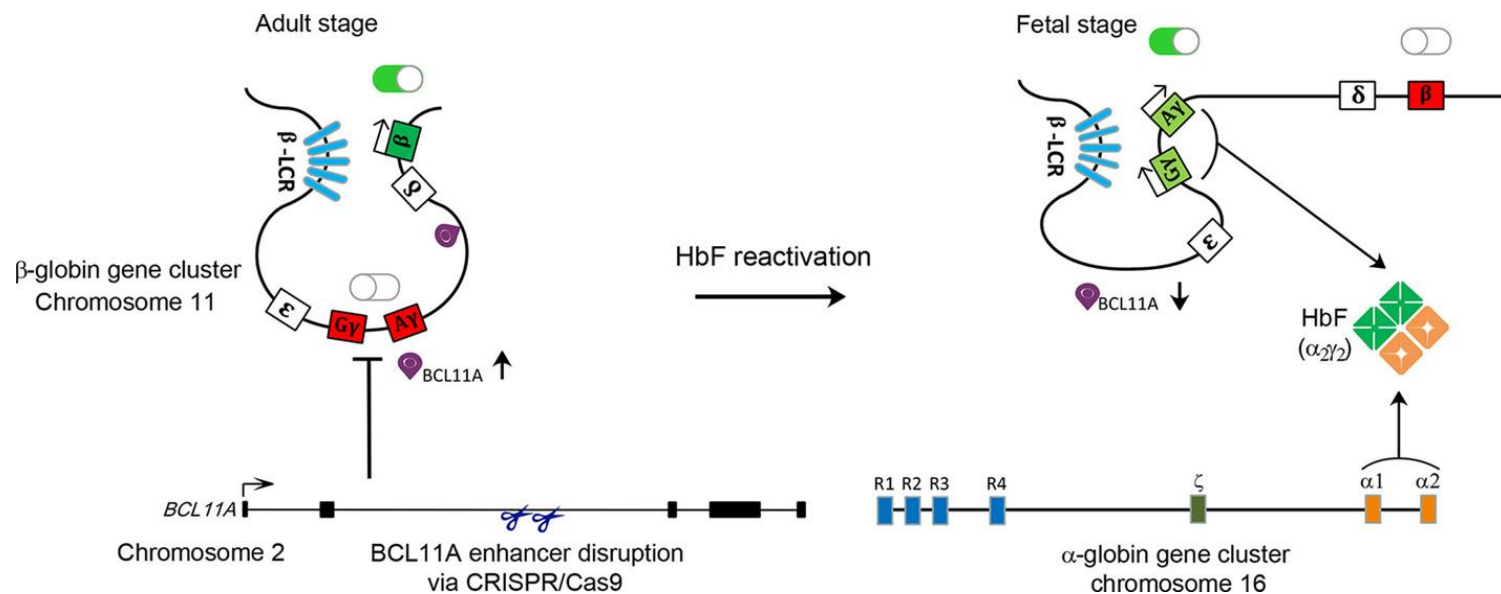 Adult stage
β-LCR
β
δ
β-globin gene cluster
Chromosome 11
ε
Gγ
Aγ
BCL11A
HbF reactivation
Fetal stage
β-LCR
Aγ
Gγ
δ
β
ε
BCL11A
HbF
(α₂γ₂)
BCL11A
Chromosome 2
BCL11A enhancer disruption
via CRISPR/Cas9
R1 R2 R3 R4 ζ α1 α2
α-globin gene cluster
chromosome 16